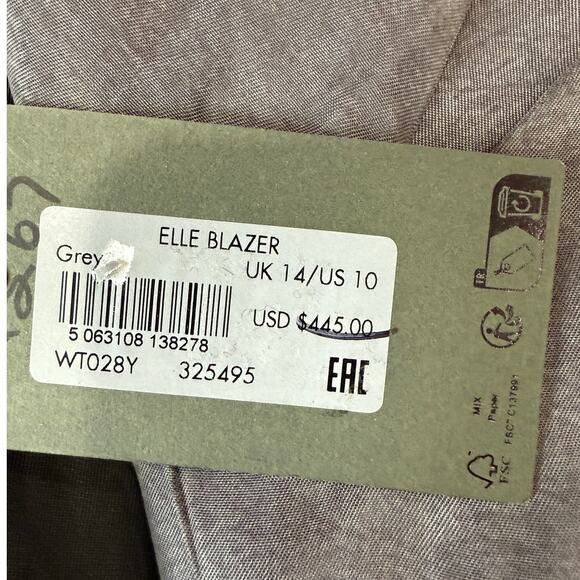 ELLE BLAZER
Grey
UK 14/US 10
USD $445.00
5 063108 138278
WT028Y 325495
EAC
FR
MIX
Paper
FSC® C137991
FSC